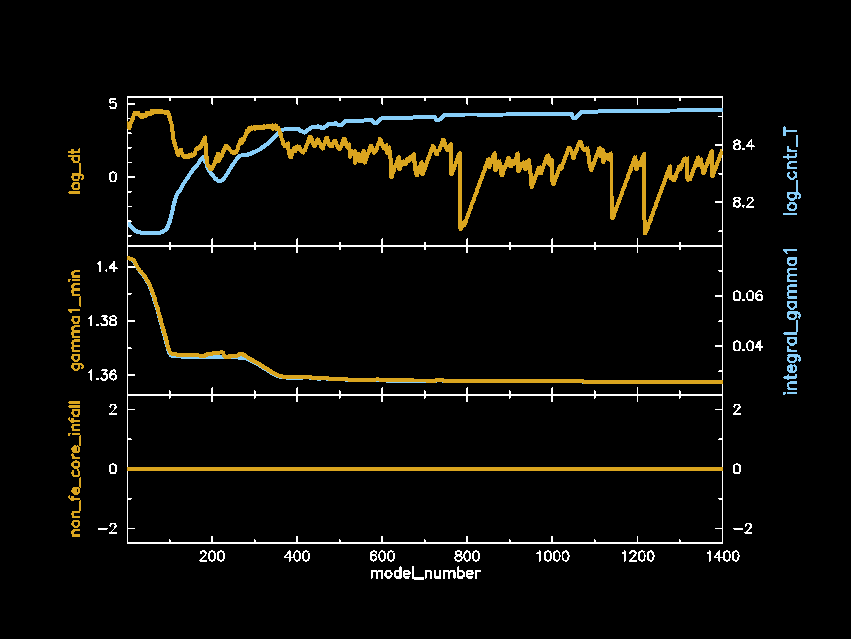 log_dt
5
0
8.4
8.2
log_cntr_T
gamma1_min
1.4
1.38
1.36
0.06
0.04
integral_gamma1
non_fe_core_infall
2
0
−2
2
0
−2
200 400 600 800 1000 1200 1400
model_number